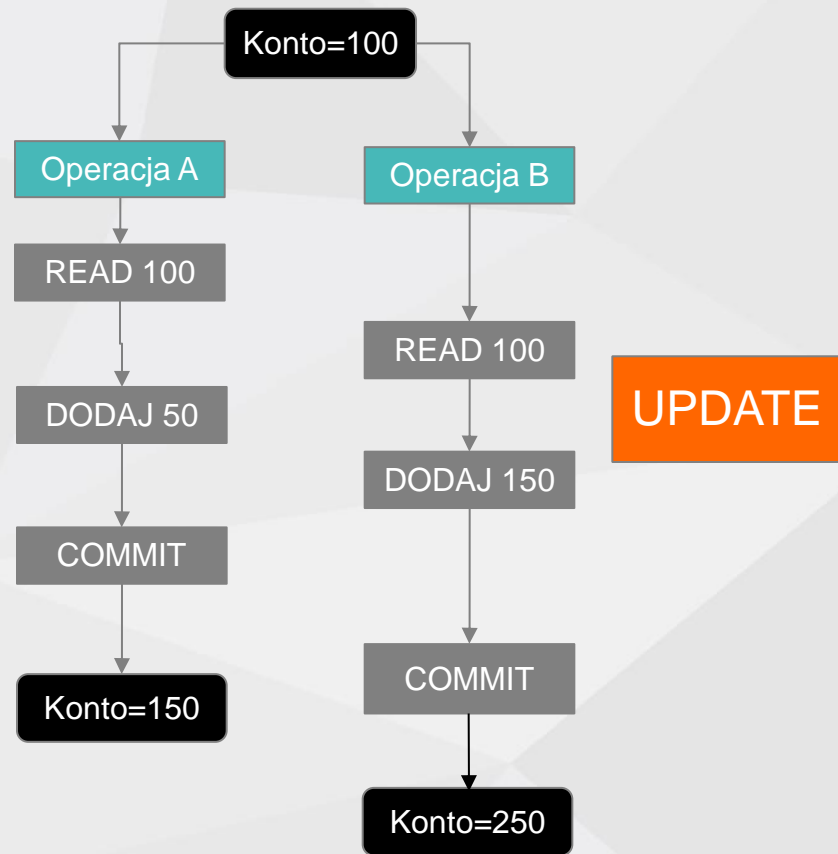 Konto=100
Operacja A
READ 100
DODAJ 50
COMMIT
Konto=150
Operacja B
READ 100
DODAJ 150
COMMIT
Konto=250
UPDATE